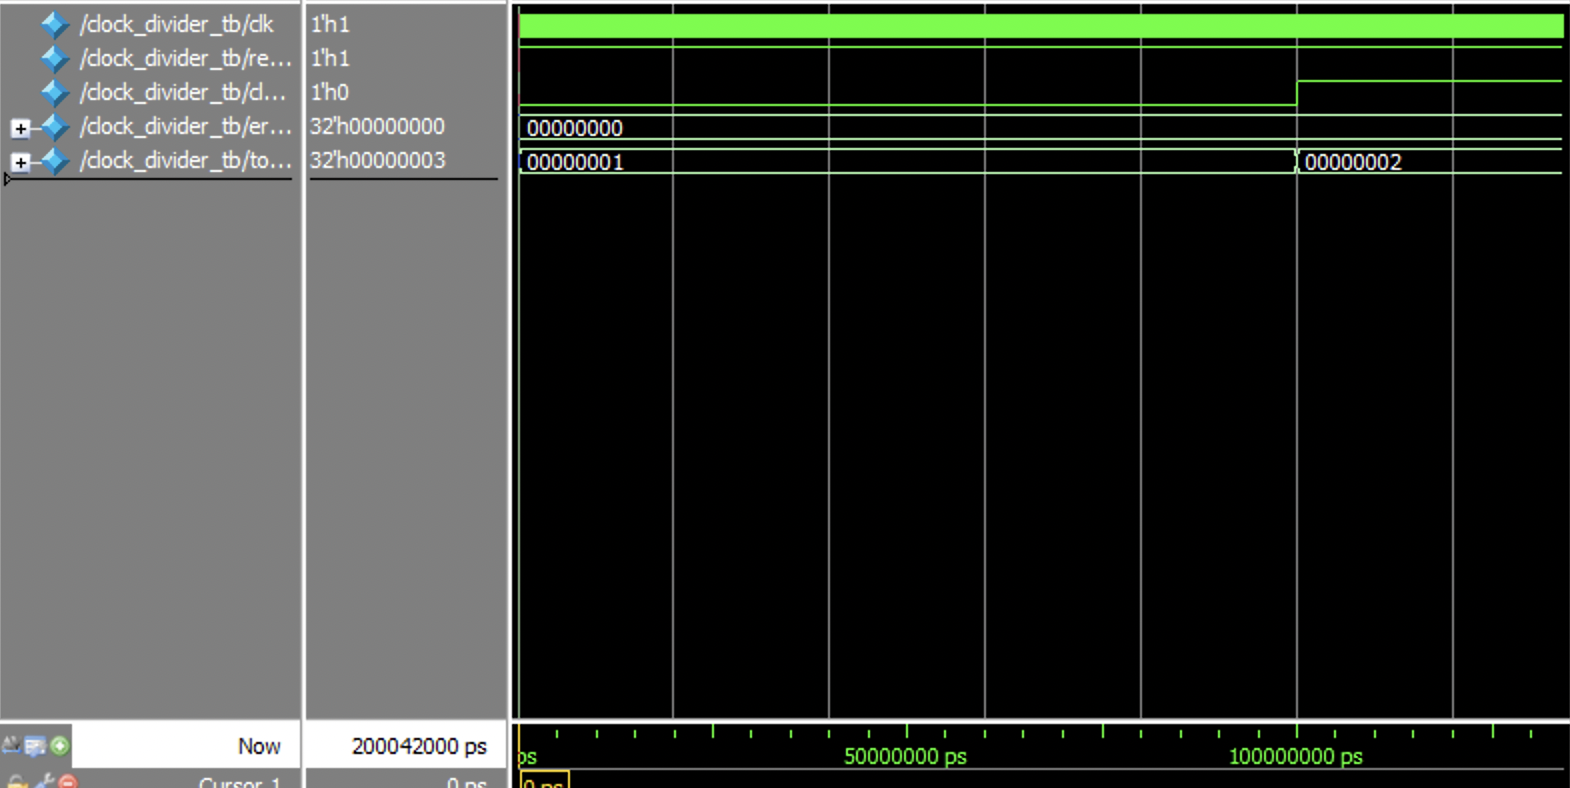 /clock_divider_tb/clk 1'h1
/clock_divider_tb/re... 1'h1
/clock_divider_tb/cl... 1'h0
/clock_divider_tb/er... 32'h00000000 00000000
/clock_divider_tb/to... 32'h00000003 00000001 00000002
Now 200042000 ps ps 50000000 ps 100000000 ps
Cursor 1 0 ps 0 ps